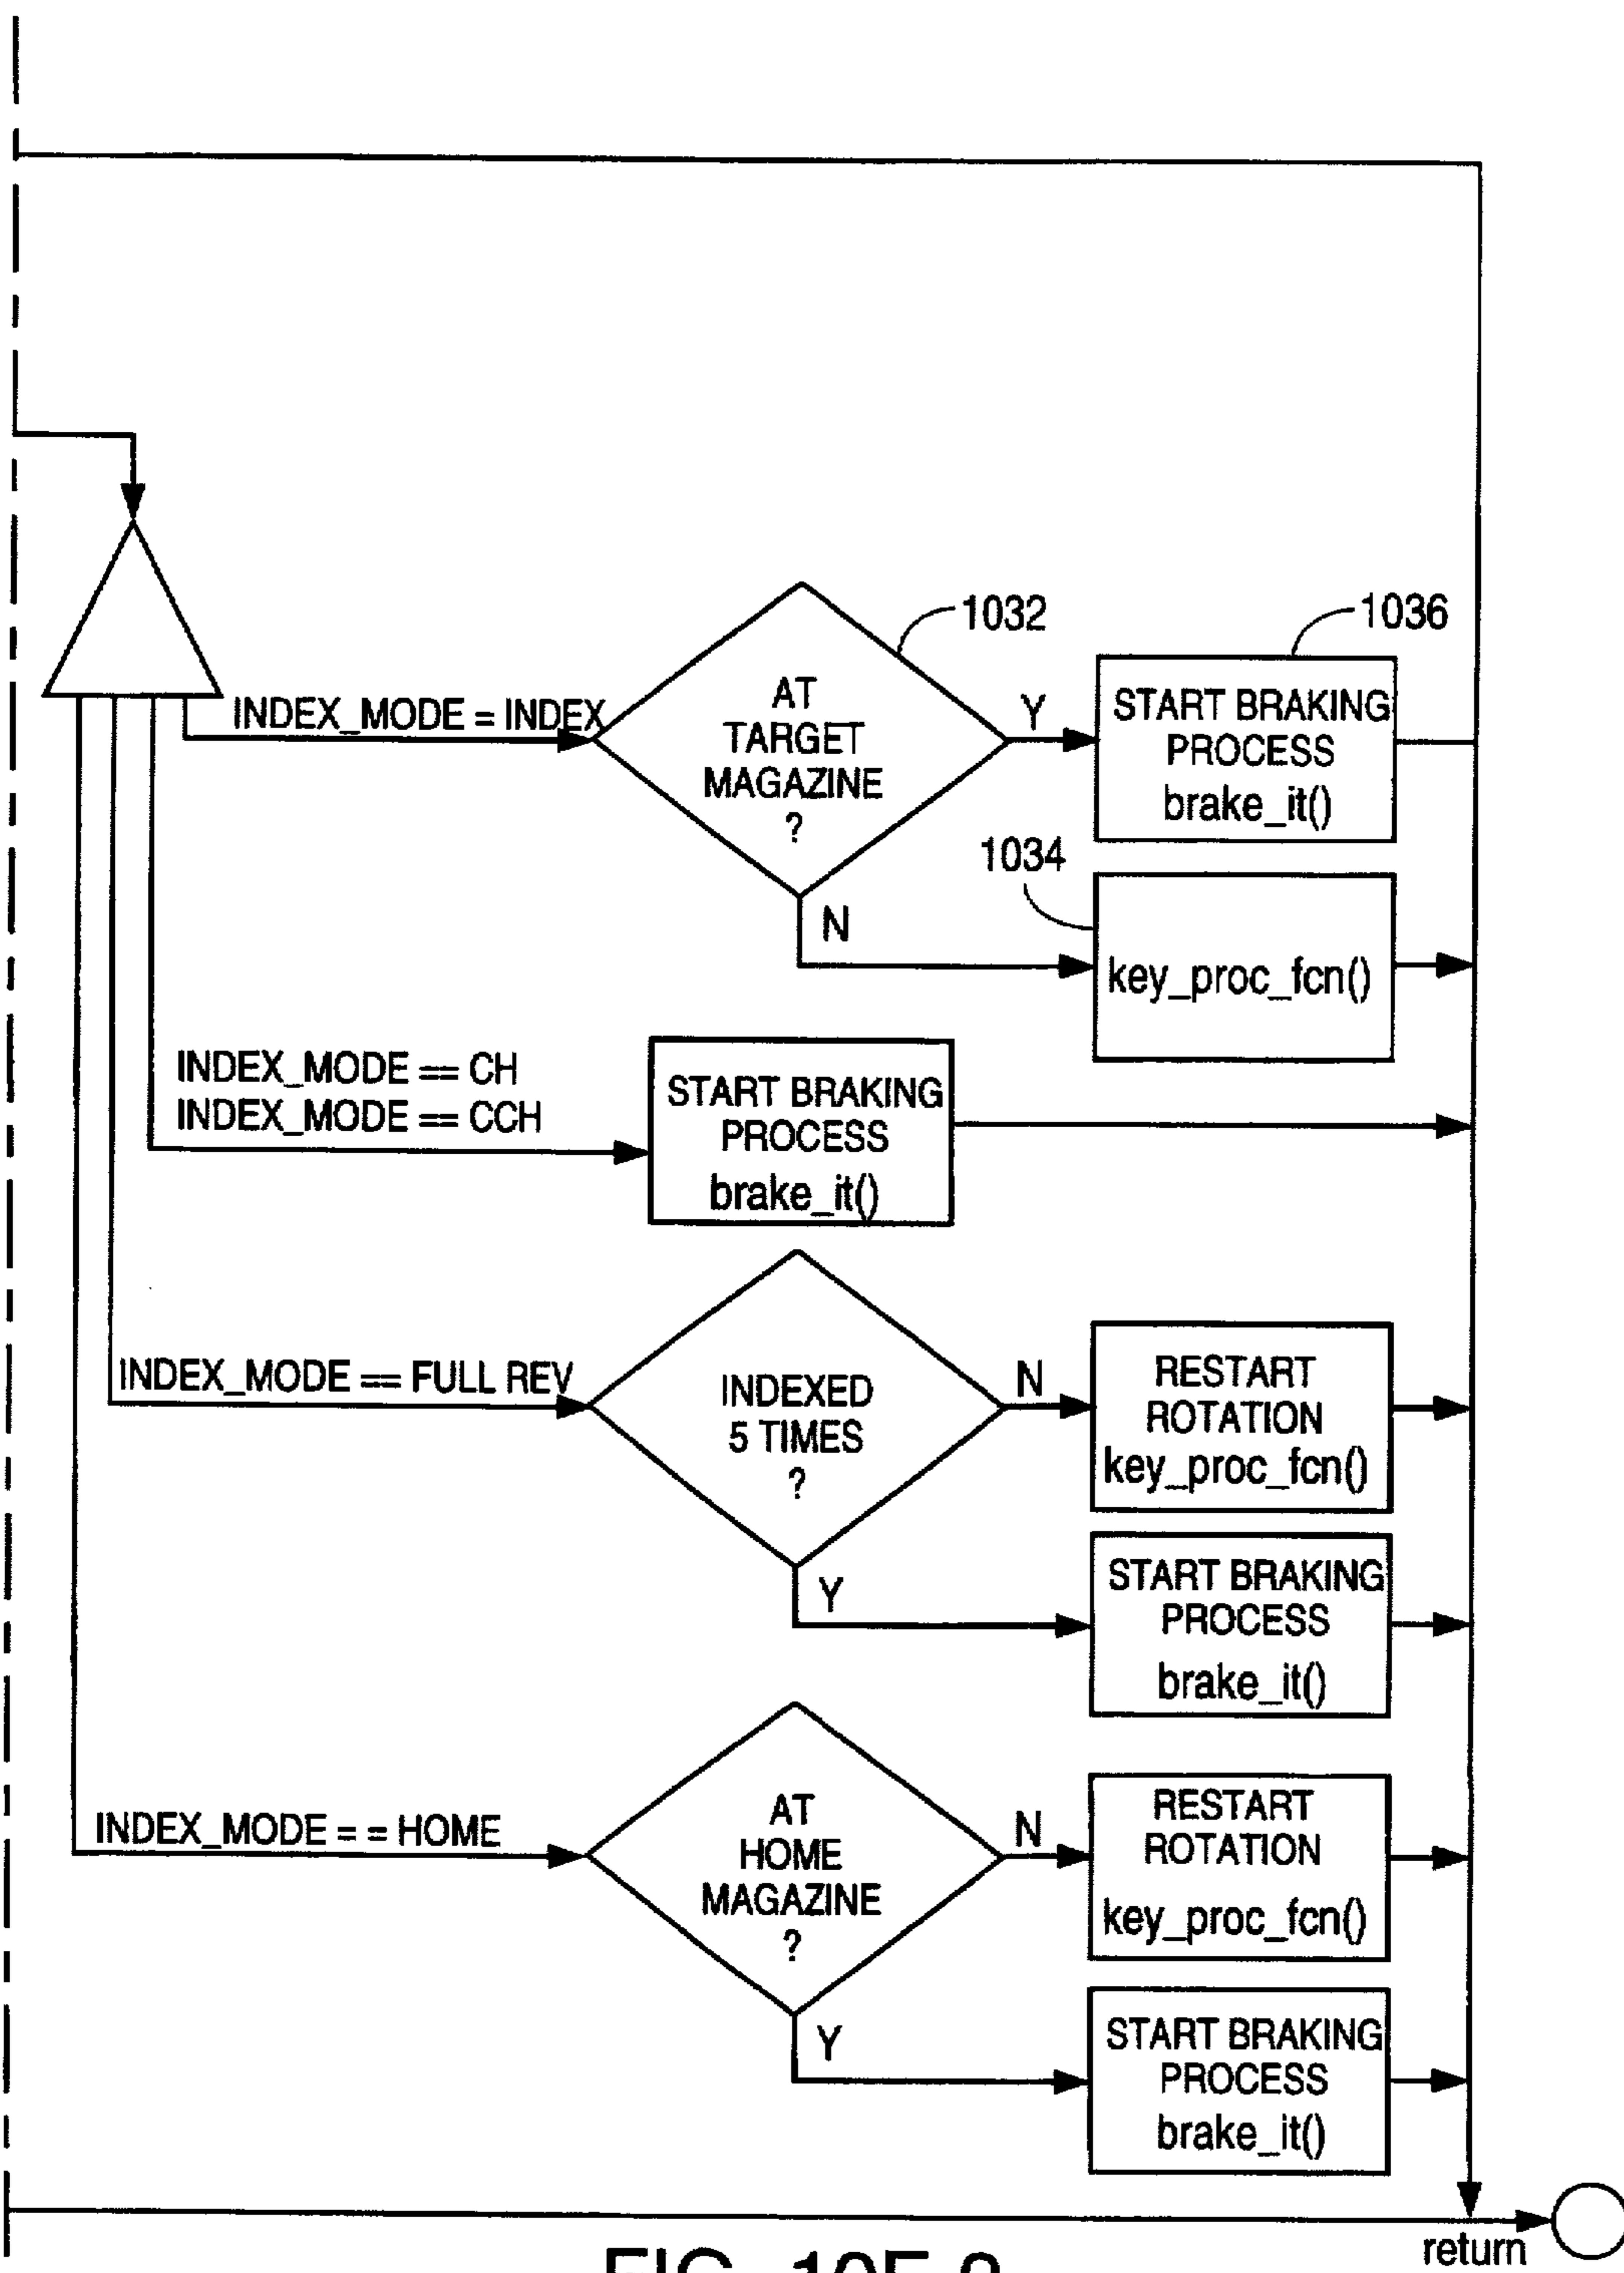 1032
1036
INDEX_MODE = INDEX
AT
TARGET
MAGAZINE
?
Y
START BRAKING
PROCESS
brake_it()
1034
N
key_proc_fcn()
INDEX_MODE == CH
INDEX_MODE == CCH
START BRAKING
PROCESS
brake_it()
INDEX_MODE == FULL REV
INDEXED
5 TIMES
?
N
RESTART
ROTATION
key_proc_fcn()
Y
START BRAKING
PROCESS
brake_it()
INDEX_MODE = = HOME
AT
HOME
MAGAZINE
?
N
RESTART
ROTATION
key_proc_fcn()
Y
START BRAKING
PROCESS
brake_it()
return